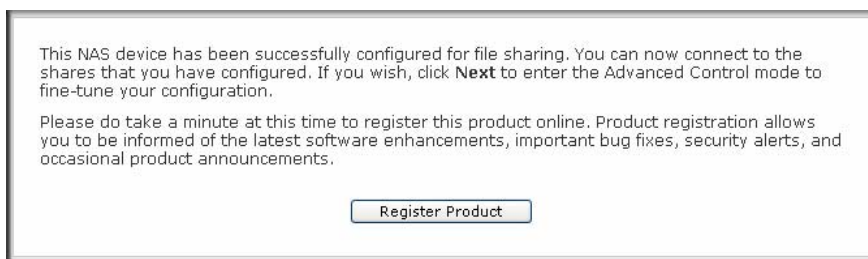 This NAS device has been successfully configured for file sharing. You can now connect to the
shares that you have configured. If you wish, click Next to enter the Advanced Control mode to
fine-tune your configuration.
Please do take a minute at this time to register this product online. Product registration allows
you to be informed of the latest software enhancements, important bug fixes, security alerts, and
occasional product announcements.
Register Product